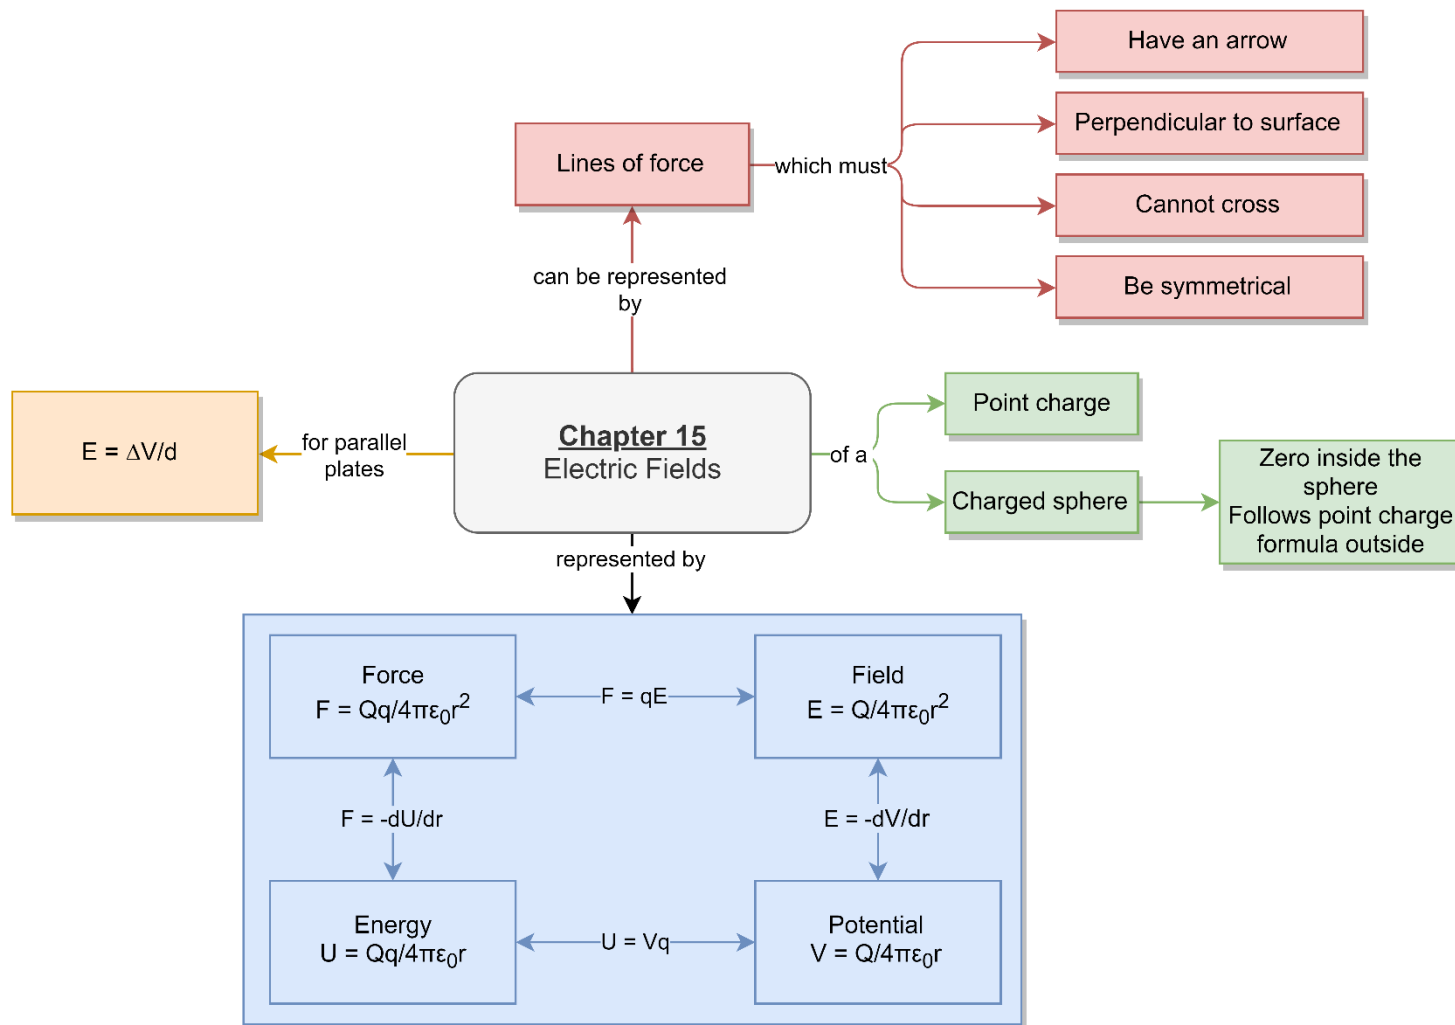 Have an arrow
Perpendicular to surface
Lines of force
which must
Cannot cross
can be represented
by
Be symmetrical
E = ΔV/d
for parallel
plates
Chapter 15
Electric Fields
of a
Point charge
Charged sphere
Zero inside the
sphere
Follows point charge
formula outside
represented by
Force
F = Qq/4πε₀r²
F = qE
Field
E = Q/4πε₀r²
F = -dU/dr
E = -dV/dr
Energy
U = Qq/4πε₀r
U = Vq
Potential
V = Q/4πε₀r